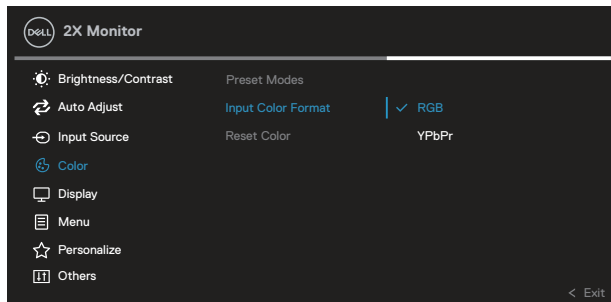 DELL 2X Monitor
Brightness/Contrast Preset Modes
Auto Adjust Input Color Format ✓ RGB
Input Source Reset Color YPbPr
Color
Display
Menu
Personalize
Others
< Exit